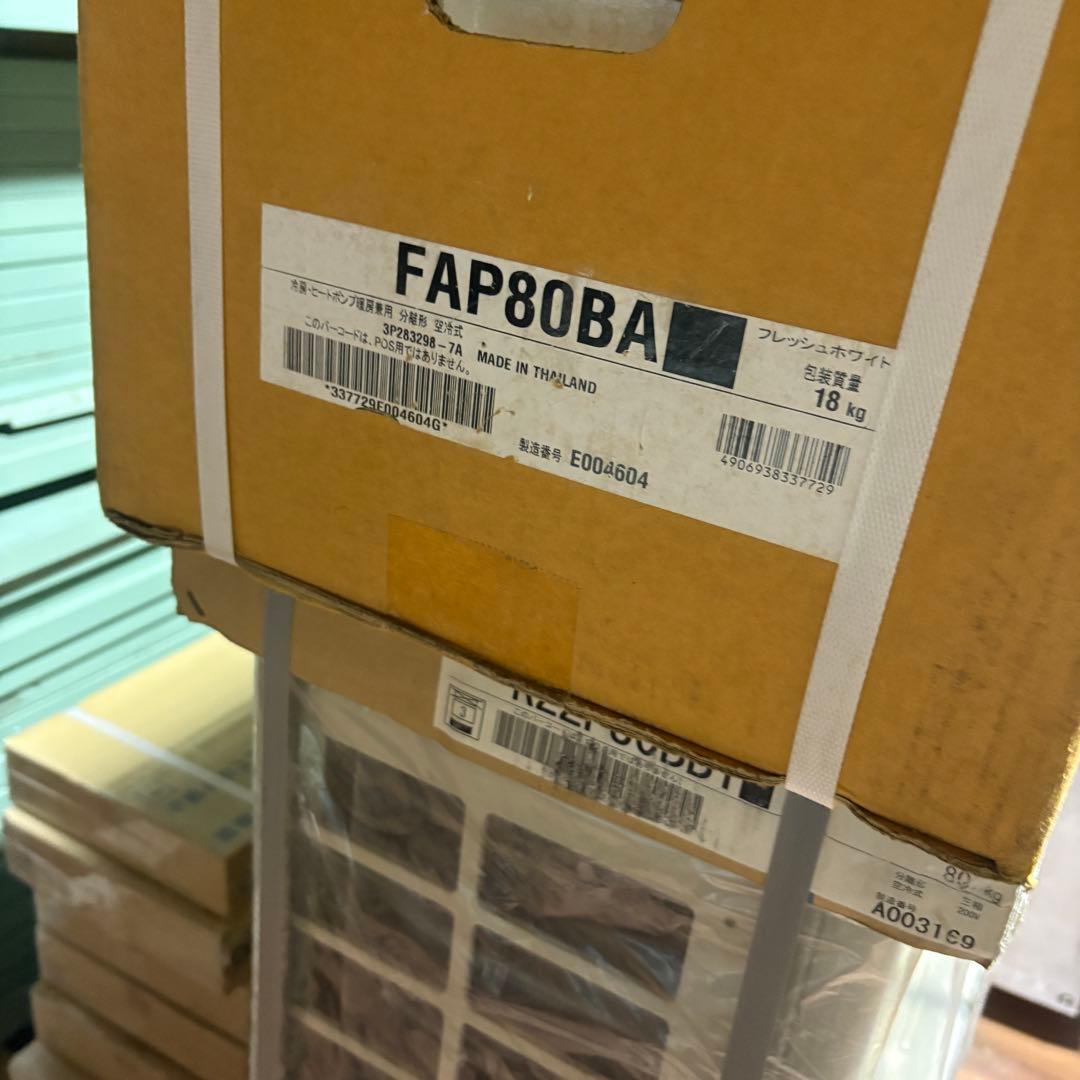 FAP80BA
フレッシュホワイト
冷房・ヒートポンプ暖房兼用 分離形 空冷式
3P283298-7A
MADE IN THAILAND
包装質量
18 kg
このバーコードは、POS用ではありません。
*337729E004604G*
製造番号 E004604
4906938337729
3
80 kg
分離形
空冷式
三相
200V
製造番号
A003169